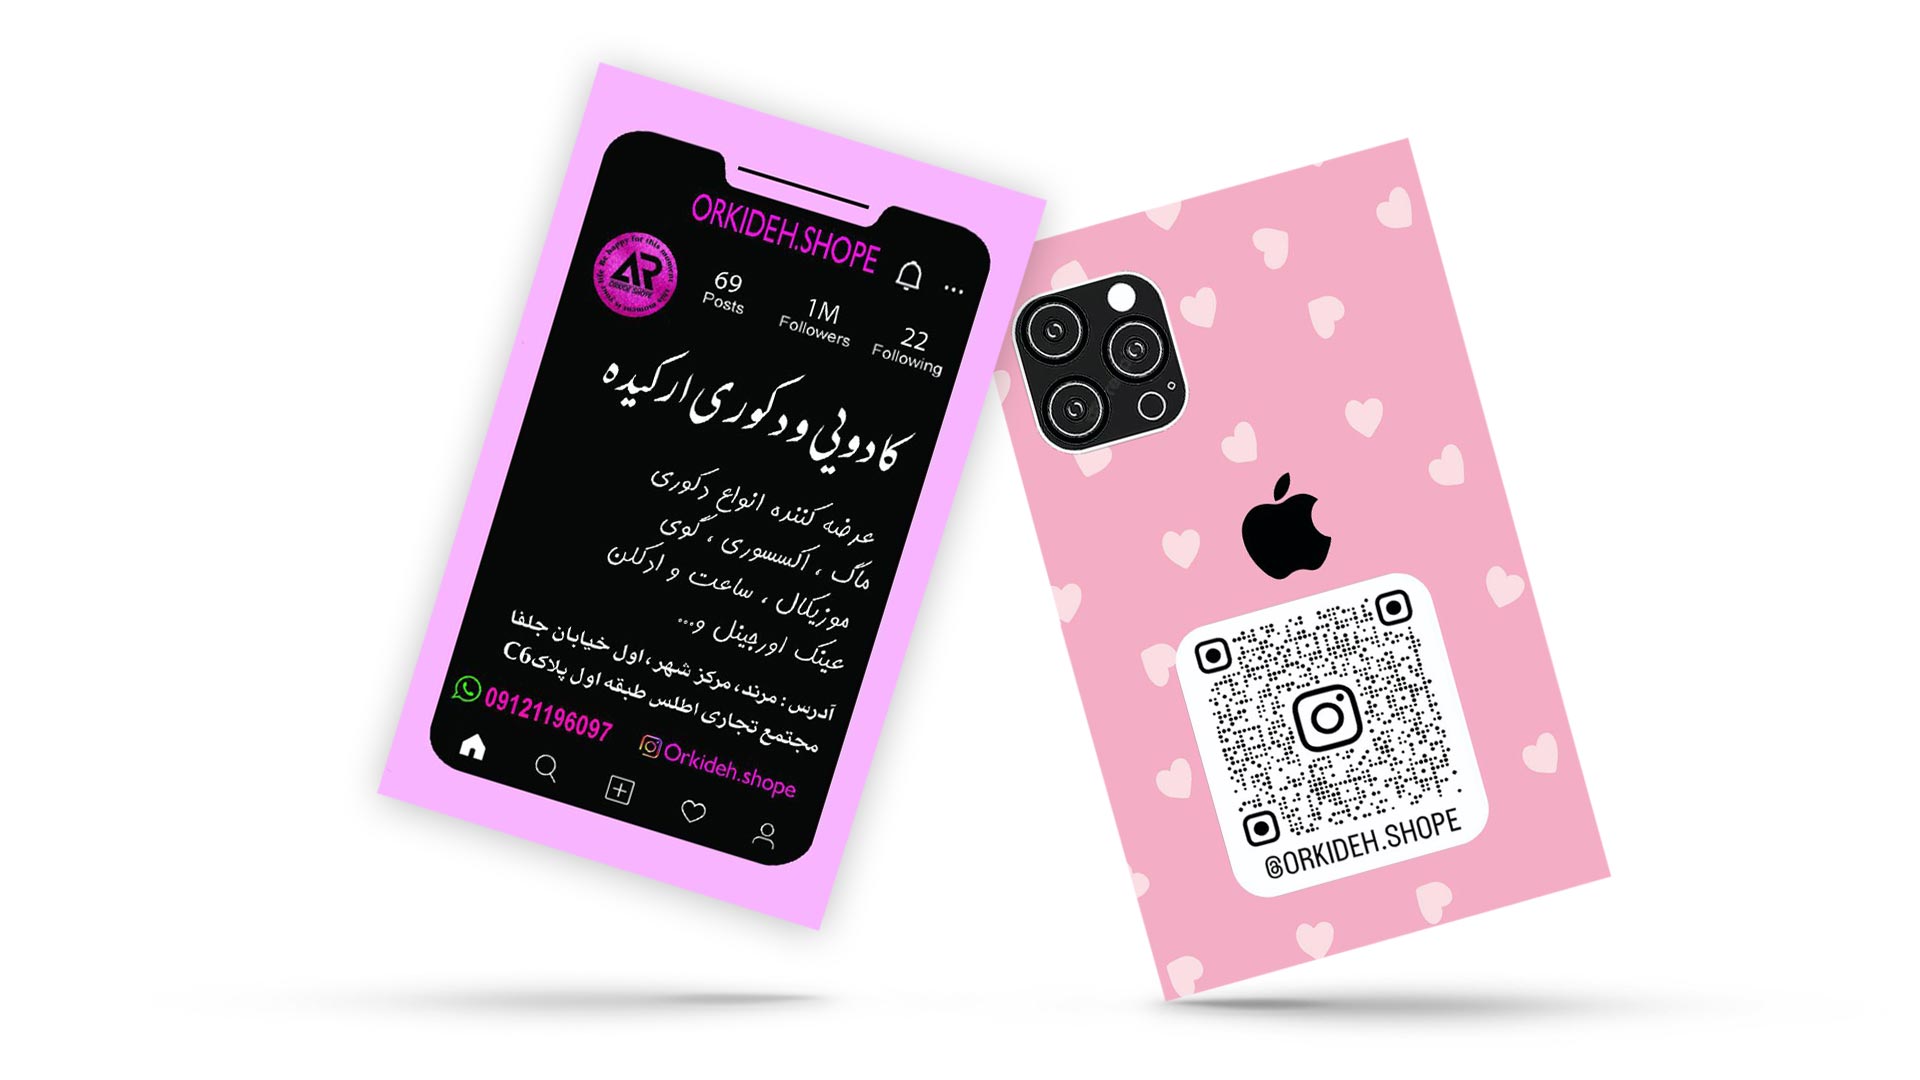 ORKIDEH.SHOPE
69
Posts
1M
Followers
22
Following
کادویی و دکوری ارکیده
عرضه کننده انواع دکوری
ماگ ، اکسسوری ، گوی
موزیکال ، ساعت و ادکلن
عینک اورجینل و...
آدرس : مرند، مرکز شهر ، اول خیابان جلفا
مجتمع تجاری اطلس طبقه اول پلاکC6
09121196097
Orkideh.shope
@ORKIDEH.SHOPE